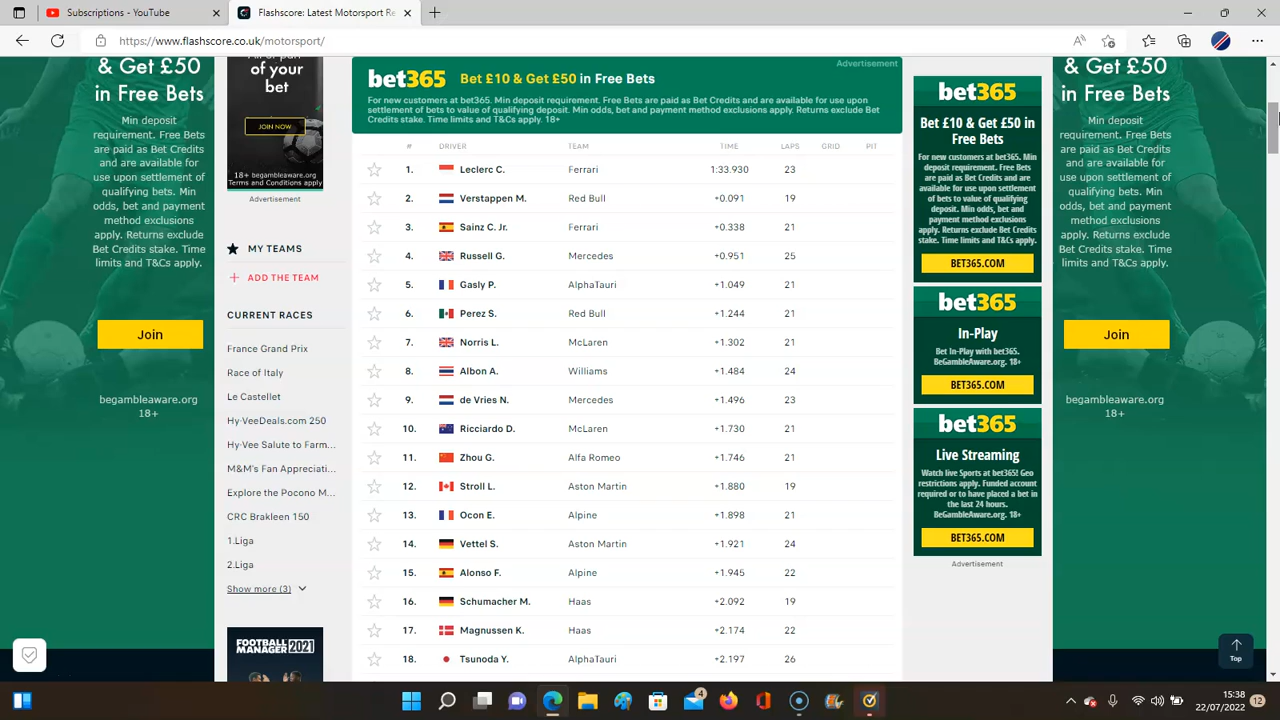 Subscriptions - YouTube
Flashscore: Latest Motorsport Re
https://www.flashscore.co.uk/motorsport/
& Get £50
in Free Bets
Min deposit
requirement. Free Bets
are paid as Bet Credits
and are available
for use upon
settlement of bets
to value of
qualifying bets. Min
odds, bet and payment
method exclusions
apply. Returns exclude
Bet Credits stake. Time
limits and T&Cs apply.
Join
begambleaware.org
18+
of your
bet
JOIN NOW
18+ begambleaware.org
Terms and Conditions apply
Advertisement
MY TEAMS
ADD THE TEAM
CURRENT RACES
France Grand Prix
Race of Italy
Le Castellet
Hy-VeeDeals.com 250
Hy-Vee Salute to Farm...
M&M's Fan Appreciati...
Explore the Pocono M...
CRC Brakleen 150
1.Liga
2.Liga
Show more (3)
FOOTBALL
MANAGER 2021
Advertisement
bet365 Bet £10 & Get £50 in Free Bets
For new customers at bet365. Min deposit requirement. Free Bets are paid as Bet Credits and are available for use upon
settlement of bets to value of qualifying deposit. Min odds, bet and payment method exclusions apply. Returns exclude Bet
Credits stake. Time limits and T&Cs apply. 18+
# DRIVER TEAM TIME LAPS GRID PIT
1. Leclerc C. Ferrari 1:33.930 23
2. Verstappen M. Red Bull +0.091 19
3. Sainz C. Jr. Ferrari +0.338 21
4. Russell G. Mercedes +0.951 25
5. Gasly P. AlphaTauri +1.049 21
6. Perez S. Red Bull +1.244 21
7. Norris L. McLaren +1.302 21
8. Albon A. Williams +1.484 24
9. de Vries N. Mercedes +1.496 23
10. Ricciardo D. McLaren +1.730 21
11. Zhou G. Alfa Romeo +1.746 21
12. Stroll L. Aston Martin +1.880 19
13. Ocon E. Alpine +1.898 21
14. Vettel S. Aston Martin +1.921 24
15. Alonso F. Alpine +1.945 22
16. Schumacher M. Haas +2.092 19
17. Magnussen K. Haas +2.174 22
18. Tsunoda Y. AlphaTauri +2.197 26
bet365
Bet £10 & Get £50 in
Free Bets
For new customers at bet365. Min
deposit requirement. Free Bets
are paid as Bet Credits and are
available for use upon
settlement of bets to value of
qualifying deposit. Min odds,
bet and payment method
exclusions apply. Returns
exclude Bet Credits
stake. Time limits and T&Cs apply. 18+
BET365.COM
bet365
In-Play
Bet In-Play with bet365.
BeGambleAware.org. 18+
BET365.COM
bet365
Live Streaming
Watch live Sports at bet365! Geo
restrictions apply. Funded account
required or to have placed a bet in
the last 24 hours.
BeGambleAware.org. 18+
BET365.COM
Advertisement
& Get £50
in Free Bets
Min deposit
requirement. Free Bets
are paid as Bet Credits
and are available
for use upon
settlement of bets
to value of
qualifying bets. Min
odds, bet and payment
method exclusions
apply. Returns exclude
Bet Credits stake. Time
limits and T&Cs apply.
Join
begambleaware.org
18+
Top
4
15:38
22/07/2022
12